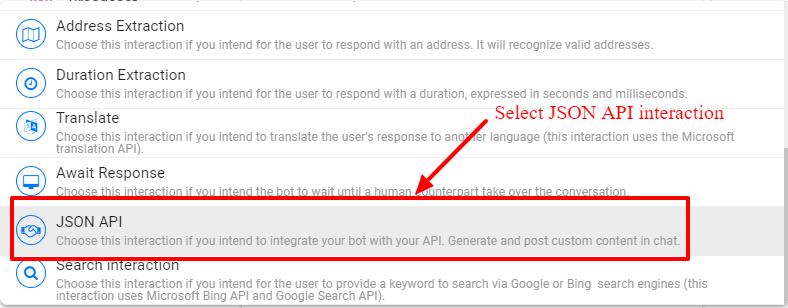 Address Extraction
Choose this interaction if you intend for the user to respond with an address. It will recognize valid addresses.
Duration Extraction
Choose this interaction if you intend for the user to respond with a duration, expressed in seconds and milliseconds.
Select JSON API interaction
Translate
Choose this interaction if you intend to translate the user's response to another language (this interaction uses the Microsoft
translation API).
Await Response
Choose this interaction if you intend the bot to wait until a human counterpart take over the conversation.
JSON API
Choose this interaction if you intend to integrate your bot with your API. Generate and post custom content in chat.
Search interaction
Choose this interaction if you intend for the user to provide a keyword to search via Google or Bing search engines (this
interaction uses Microsoft Bing API and Google Search API).